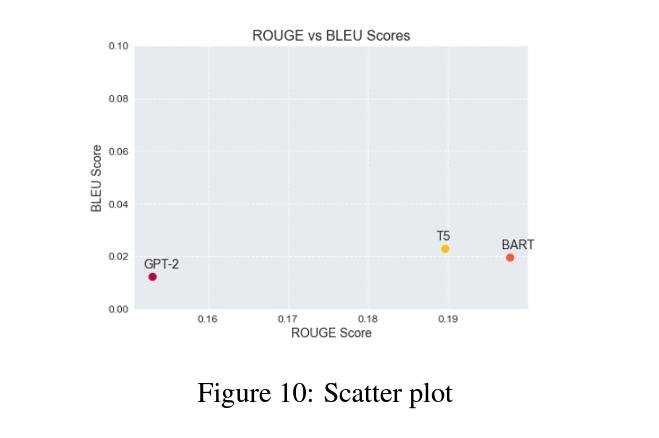 ROUGE vs BLEU Scores
0.10
0.08
0.06
0.04
0.02
0.00
BLEU Score
GPT-2
T5
BART
0.16 0.17 0.18 0.19
ROUGE Score
Figure 10: Scatter plot